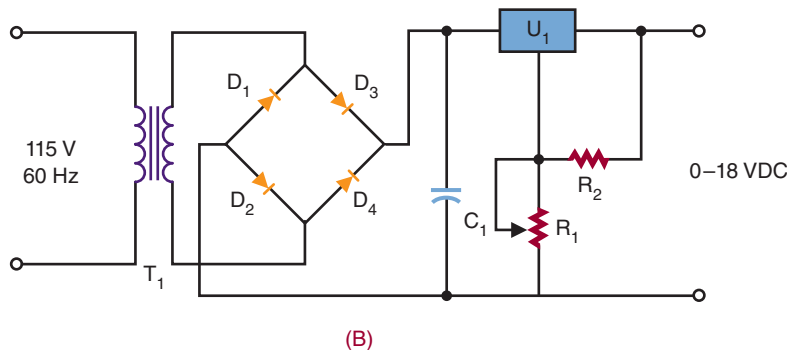 U₁
D₁
D₃
115 V
60 Hz
R₂
0–18 VDC
D₂
D₄
C₁
R₁
T₁
(B)